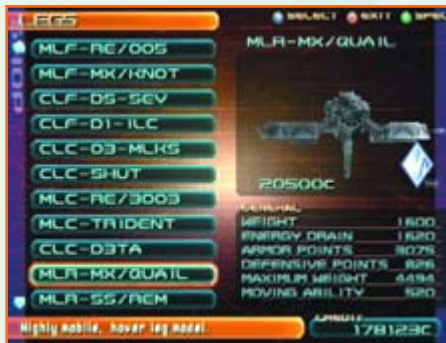 LEGS
SELECT EXIT
MLR-MX/QUAIL
MLF-RE/005
MLF-MX/KNOT
CLF-DS-SEV
CLF-D1-ILC
CLC-03-MLKS
CLC-SHUT
MLC-RE/3003
MLC-TRIDENT
CLC-D3TA
MLR-MX/QUAIL
MLR-SS/REM
20500C
GENERAL
WEIGHT 1600
ENERGY DRAIN 1620
ARMOR POINTS 3075
DEFENSIVE POINTS 826
MAXIMUM WEIGHT 4494
MOVING ABILITY 520
Highly mobile, hover leg model.
CREDIT
178123C